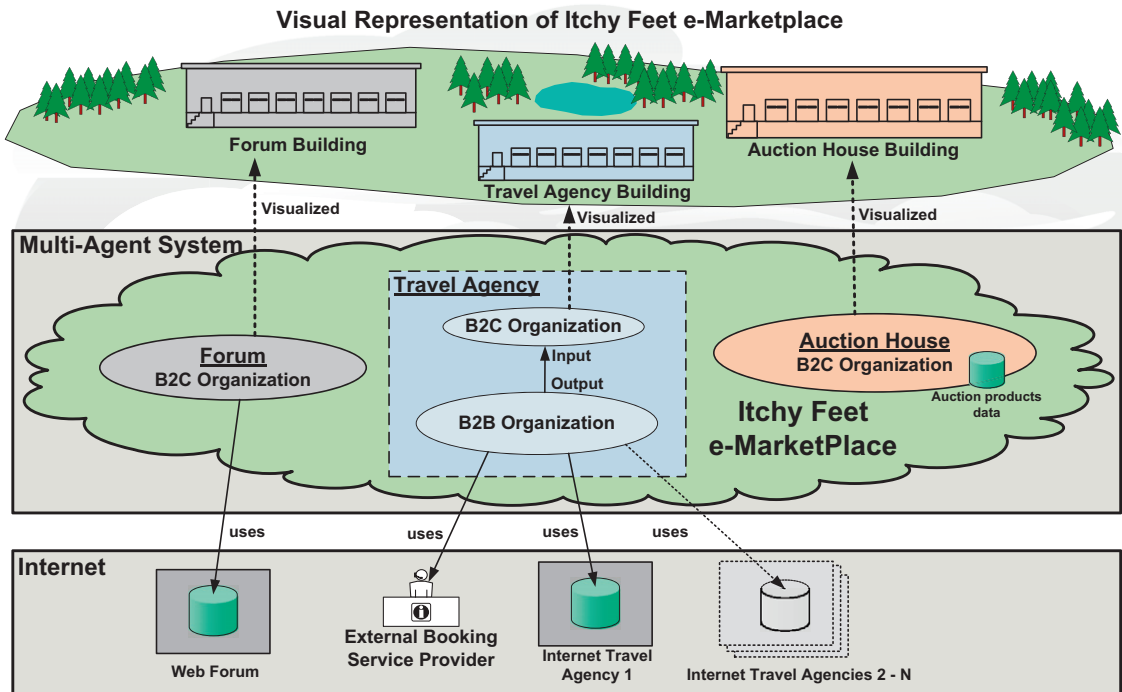 Visual Representation of Itchy Feet e-Marketplace
Forum Building
Travel Agency Building
Auction House Building
Visualized
Visualized
Visualized
Multi-Agent System
Travel Agency
B2C Organization
Input
Output
B2B Organization
Forum
B2C Organization
Auction House
B2C Organization
Auction products
data
Itchy Feet
e-MarketPlace
uses
uses
uses
uses
Internet
Web Forum
External Booking
Service Provider
Internet Travel
Agency 1
Internet Travel Agencies 2 - N